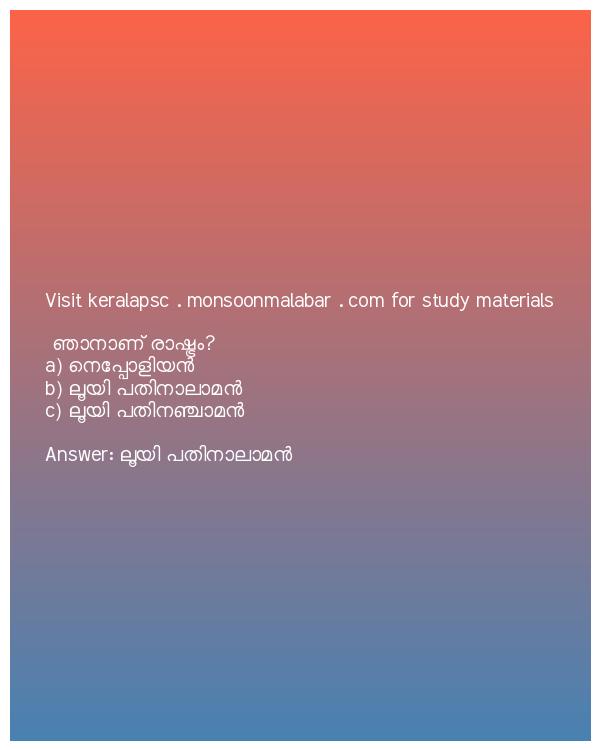 Visit keralapsc . monsoonmalabar . com for study materials
ഞാനാണ് രാഷ്ട്രം?
a) നെപ്പോളിയൻ
b) ലൂയി പതിനാലാമൻ
c) ലൂയി പതിനഞ്ചാമൻ
Answer: ലൂയി പതിനാലാമൻ